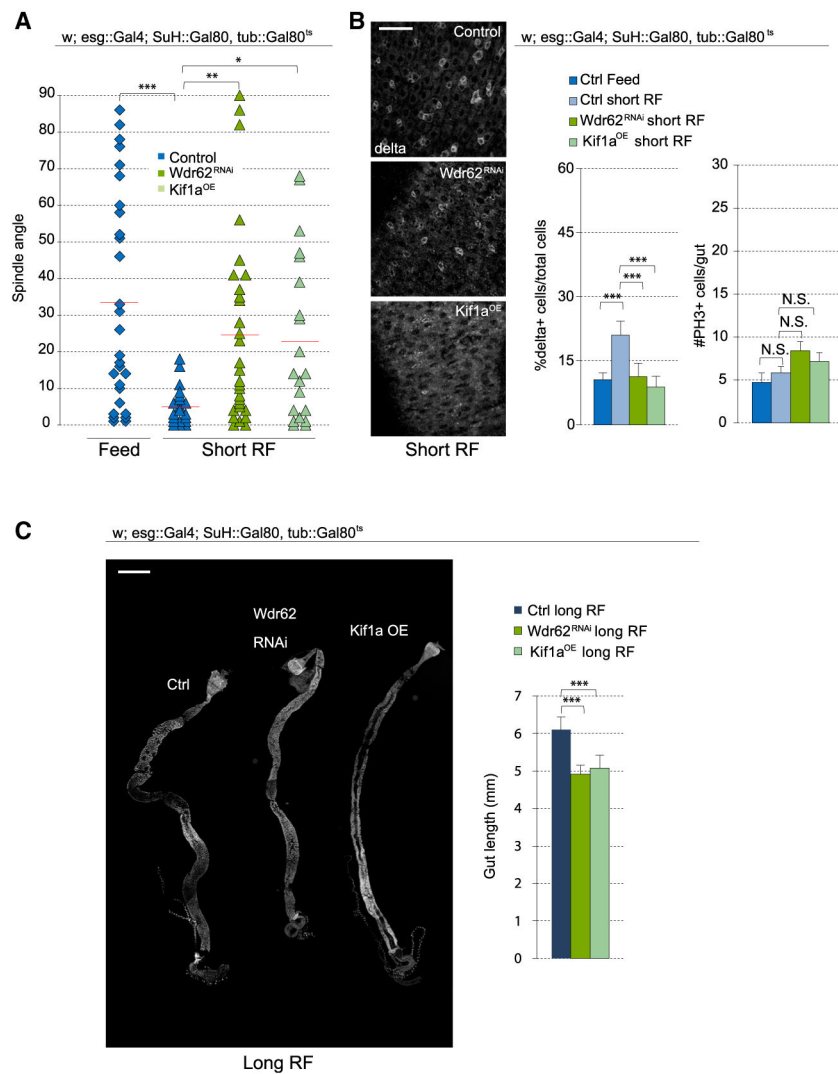 A
w; esg::Gal4; SuH::Gal80, tub::Gal80ts
*
**
***
90
80
70
60
50
40
30
20
10
0
Spindle angle
Control
Wdr62RNAi
Kif1aOE
Feed
Short RF
B
w; esg::Gal4; SuH::Gal80, tub::Gal80ts
Control
delta
Wdr62RNAi
Kif1aOE
Short RF
Ctrl Feed
Ctrl short RF
Wdr62RNAi short RF
Kif1aOE short RF
%delta+ cells/total cells
60
45
30
15
0
***
***
***
#PH3+ cells/gut
30
25
20
15
10
5
0
N.S.
N.S.
N.S.
C
w; esg::Gal4; SuH::Gal80, tub::Gal80ts
Ctrl
Wdr62
RNAi
Kif1a OE
Long RF
Ctrl long RF
Wdr62RNAi long RF
Kif1aOE long RF
Gut length (mm)
7
6
5
4
3
2
1
0
***
***